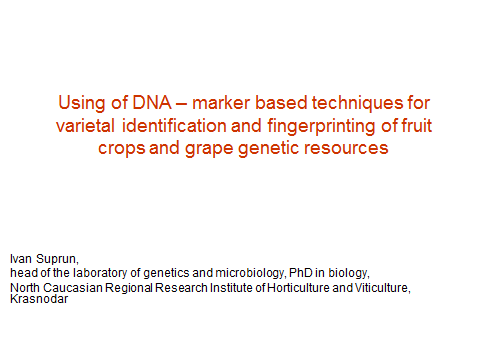 Using of DNA – marker based techniques for
varietal identification and fingerprinting of fruit
crops and grape genetic resources
Ivan Suprun,
head of the laboratory of genetics and microbiology, PhD in biology,
North Caucasian Regional Research Institute of Horticulture and Viticulture,
Krasnodar